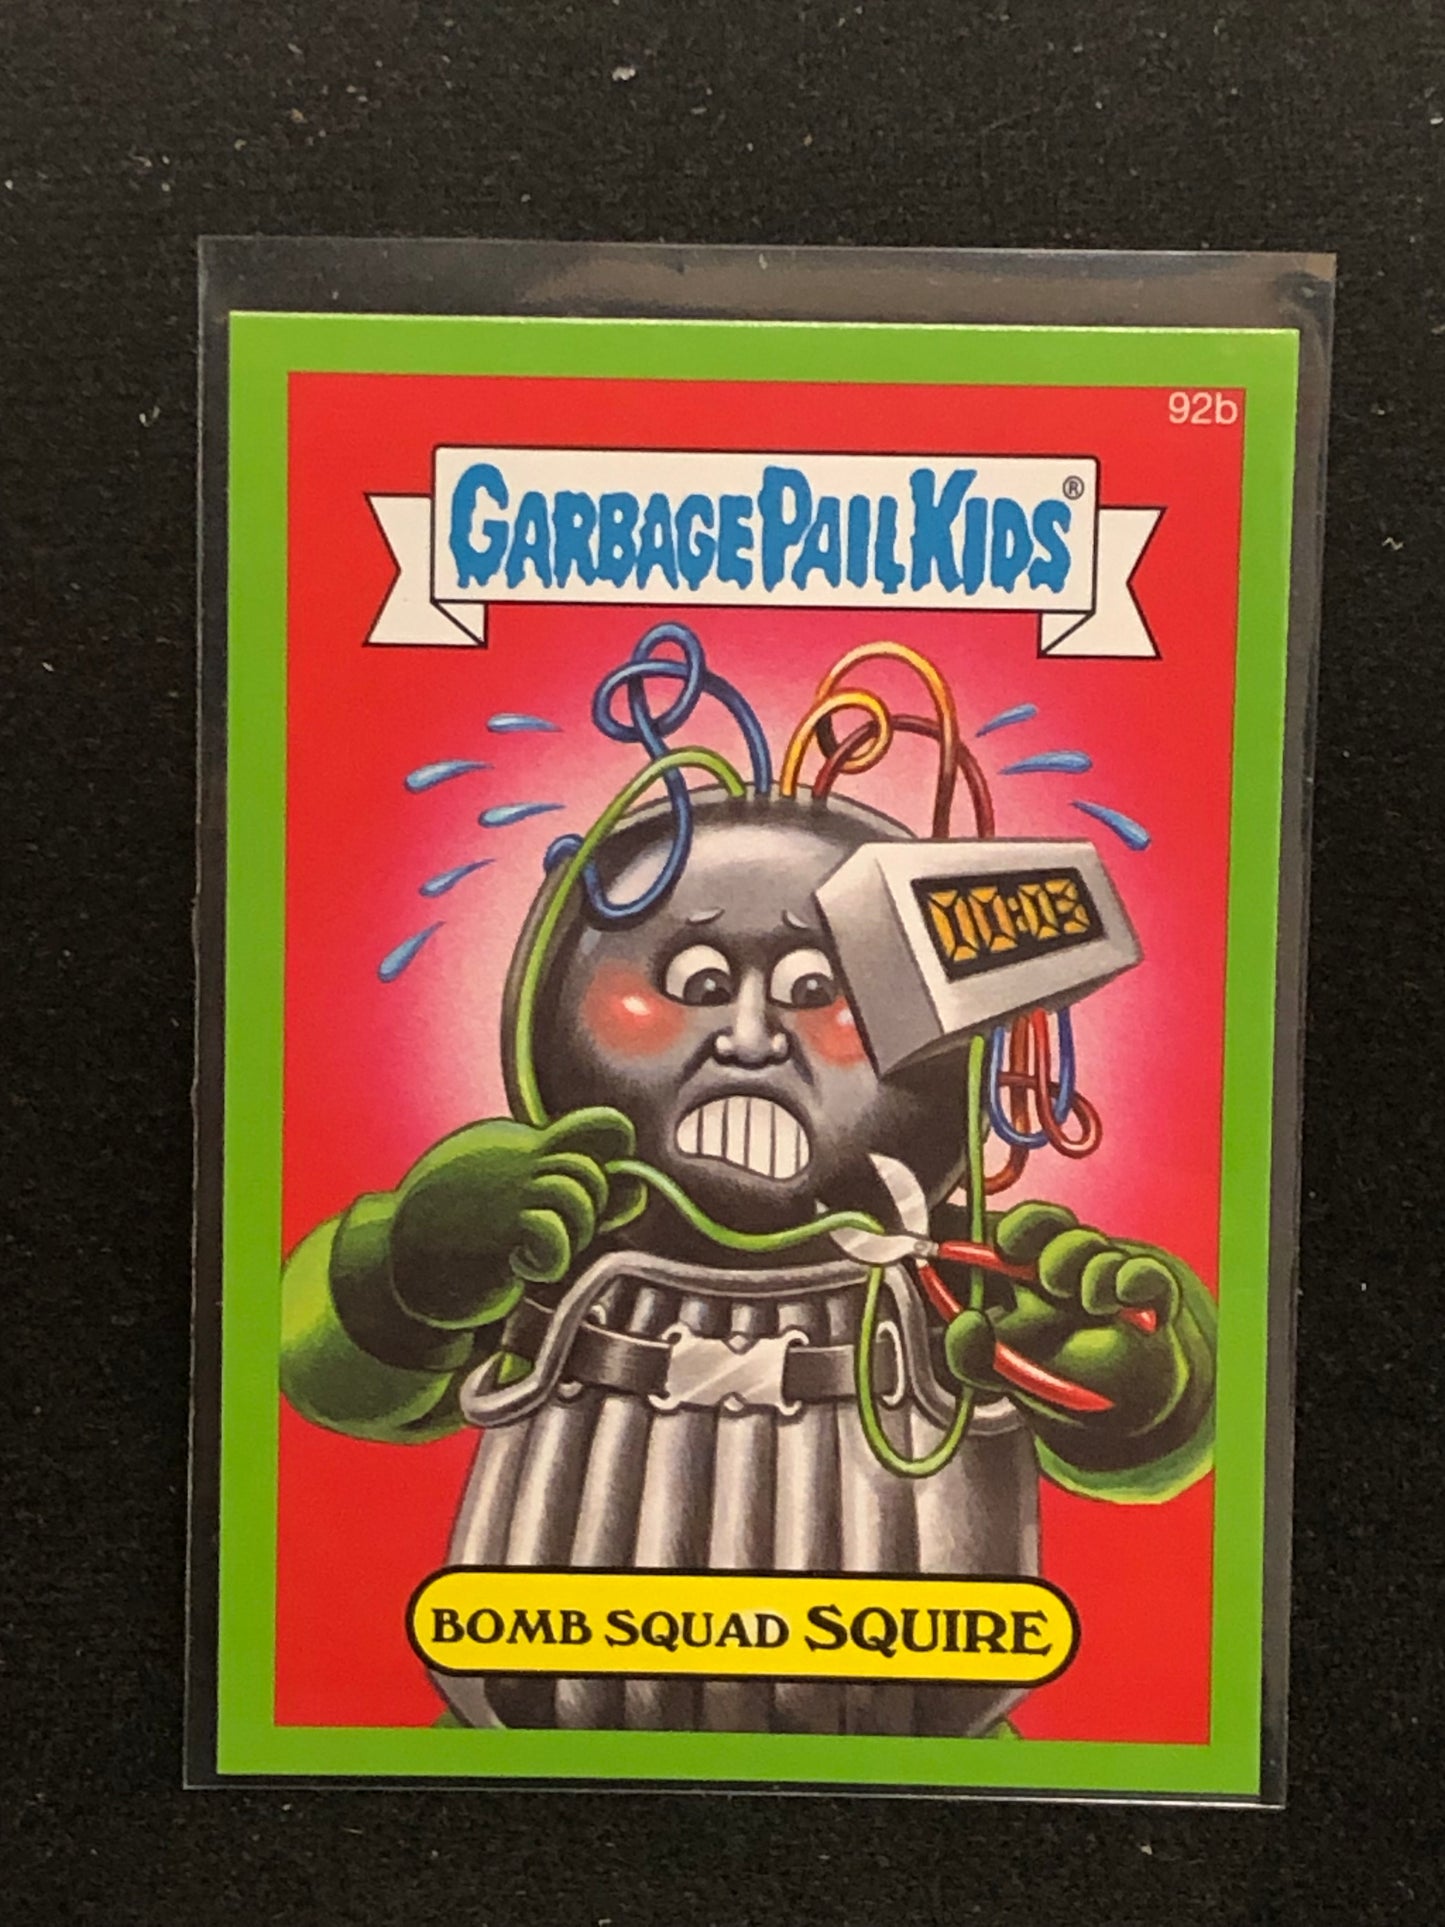 92b
GARBAGE PAIL KIDS®
00:03
BOMB SQUAD SQUIRE